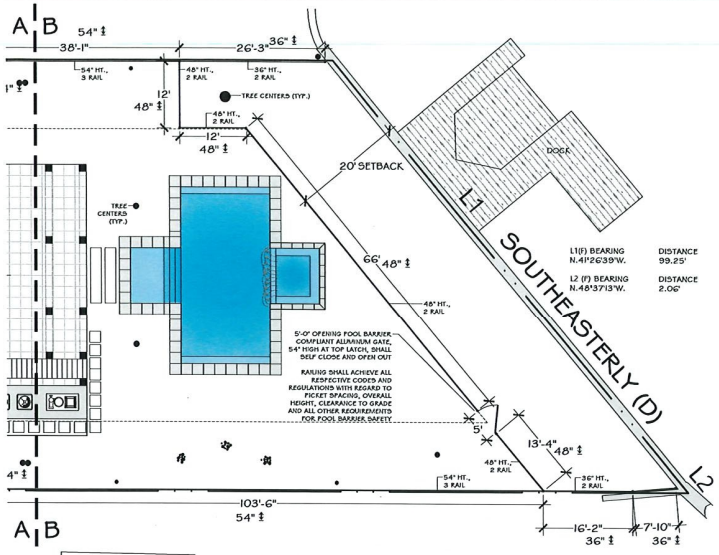 A B
54" ⇕
38'-1"
26'-3"
36" ⇕
54" HT.,
3 RAIL
48" HT.,
2 RAIL
36" HT.,
2 RAIL
12'
48" ⇕
TREE CENTERS (TYP.)
48" HT.,
2 RAIL
12'
48" ⇕
20' SETBACK
DOCK
L1
TREE
CENTERS
(TYP.)
SOUTHEASTERLY (D)
L1(F) BEARING DISTANCE
N.41°26'39"W. 99.25'
L2 (F) BEARING DISTANCE
N.48°37'13"W. 2.06'
66'
48" ⇕
48" HT.,
2 RAIL
5'-0" OPENING POOL BARRIER
COMPLIANT ALUMINUM GATE,
54" HIGH AT TOP LATCH, SHALL
SELF CLOSE AND OPEN OUT
RAILING SHALL ACHIEVE ALL
RESPECTIVE CODES AND
REGULATIONS WITH REGARD TO
PICKET SPACING, OVERALL
HEIGHT, CLEARANCE TO GRADE
AND ALL OTHER REQUIREMENTS
FOR POOL BARRIER SAFETY
5'
13'-4"
48" ⇕
48" HT.,
2 RAIL
54" HT.,
3 RAIL
36" HT.,
2 RAIL
L2
4" ⇕
103'-6"
54" ⇕
16'-2"
36" ⇕
7'-10"
36" ⇕
A B